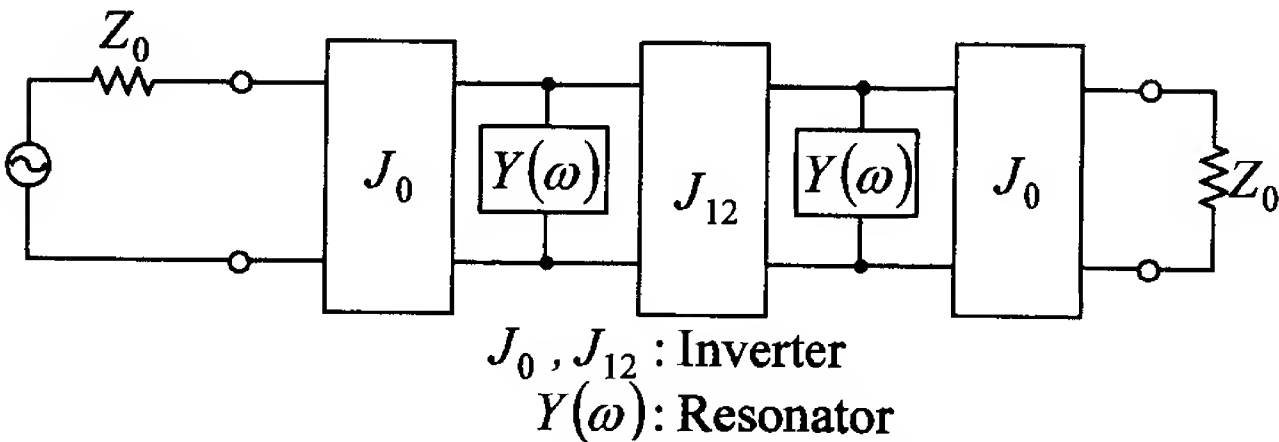 Z₀
J₀
Y(ω)
J₁₂
Y(ω)
J₀
Z₀
J₀ , J₁₂ : Inverter
Y(ω): Resonator